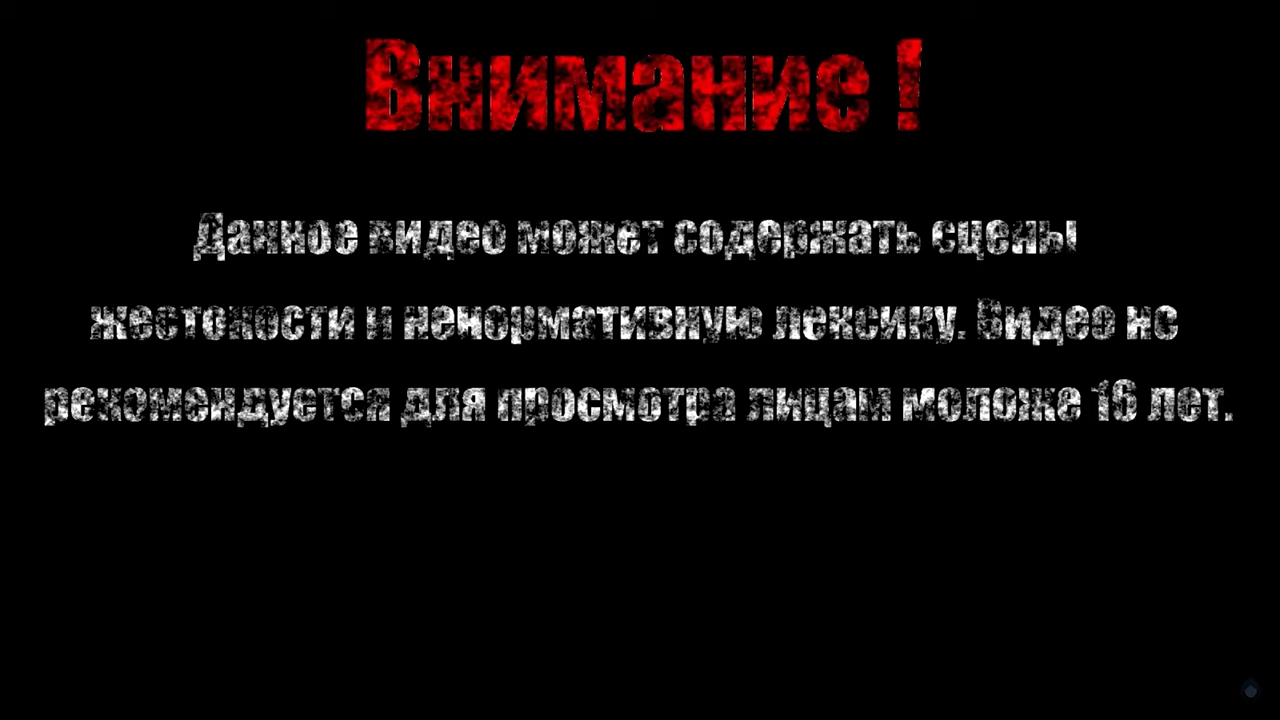 Внимание !
Данное видео может содержать сцены
жестокости и ненормативную лексику. Видео не
рекомендуется для просмотра лицам моложе 16 лет.